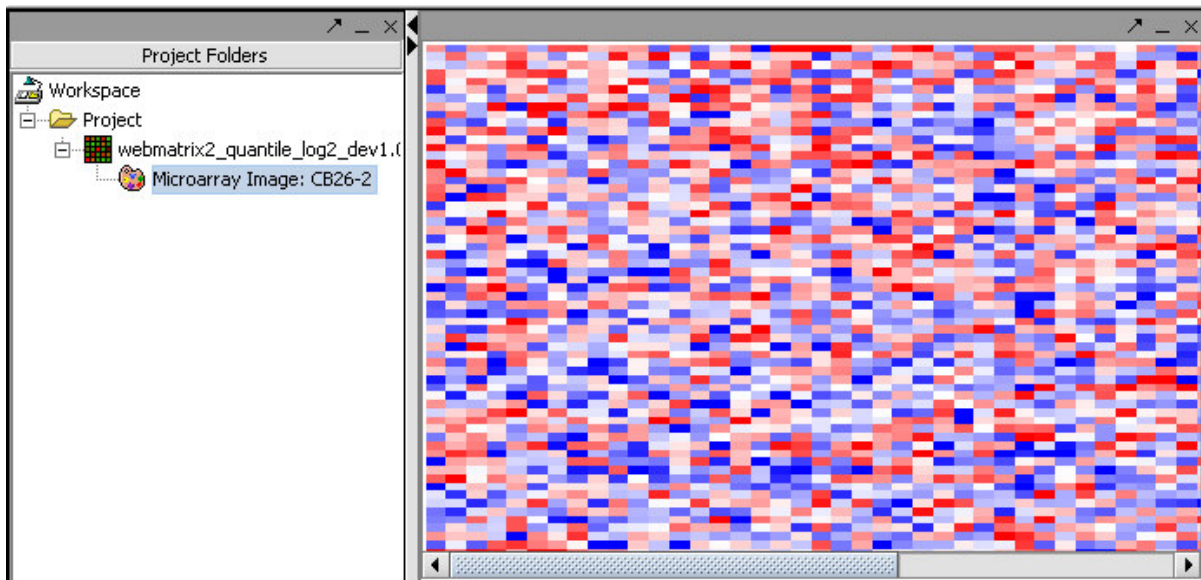 Project Folders
Workspace
Project
webmatrix2_quantile_log2_dev1.(
Microarray Image: CB26-2